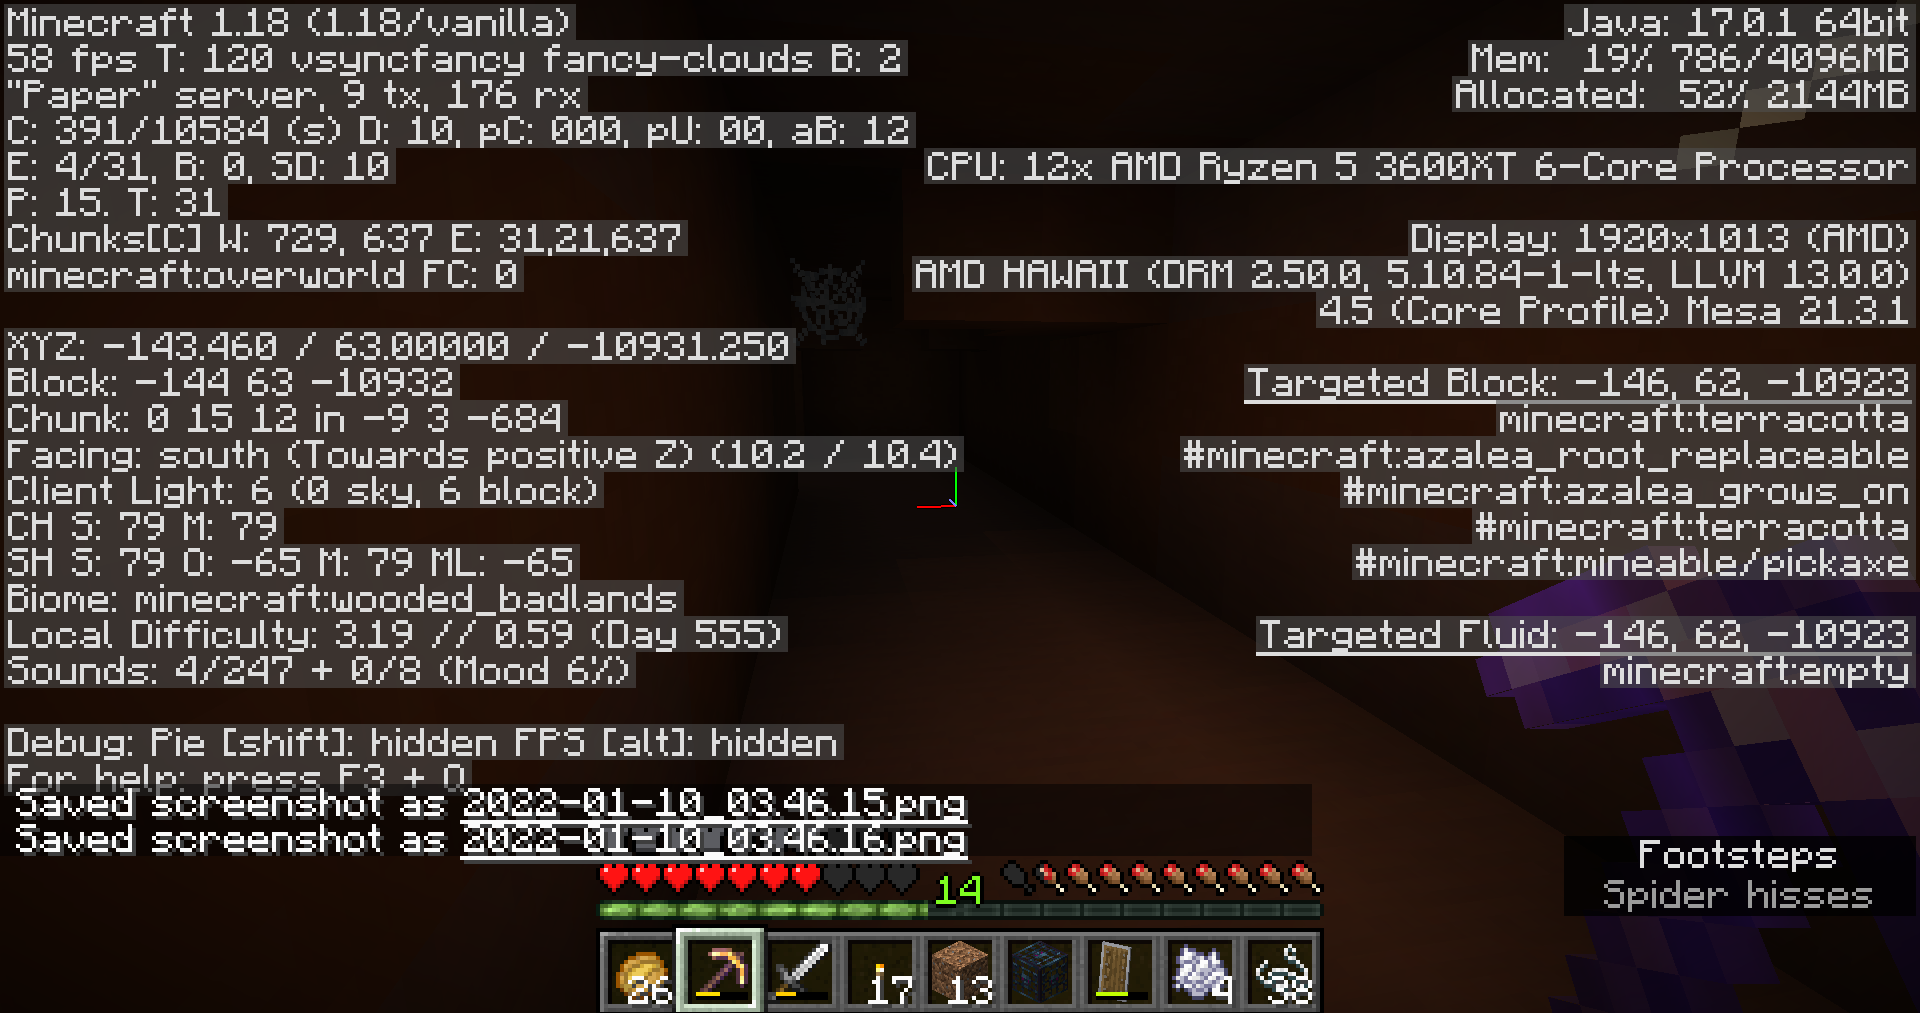 Minecraft 1.18 (1.18/vanilla)
58 fps T: 120 vsyncfancy fancy-clouds B: 2
"Paper" server, 9 tx, 176 rx
C: 391/10584 (s) D: 10, pC: 000, pU: 00, aB: 12
E: 4/31, B: 0, SD: 10
P: 15. T: 31
Chunks[C] W: 729, 637 E: 31,21,637
minecraft:overworld FC: 0
XYZ: -143.460 / 63.00000 / -10931.250
Block: -144 63 -10932
Chunk: 0 15 12 in -9 3 -684
Facing: south (Towards positive Z) (10.2 / 10.4)
Client Light: 6 (0 sky, 6 block)
CH S: 79 M: 79
SH S: 79 O: -65 M: 79 ML: -65
Biome: minecraft:wooded_badlands
Local Difficulty: 3.19 // 0.59 (Day 555)
Sounds: 4/247 + 0/8 (Mood 6%)
Debug: Pie [shift]: hidden FPS [alt]: hidden
For help: press F3 + Q
Saved screenshot as 2022-01-10_03.46.15.png
Saved screenshot as 2022-01-10_03.46.16.png
Java: 17.0.1 64bit
Mem: 19% 786/4096MB
Allocated: 52% 2144MB
CPU: 12x AMD Ryzen 5 3600XT 6-Core Processor
Display: 1920x1013 (AMD)
AMD HAWAII (DRM 2.50.0, 5.10.84-1-lts, LLVM 13.0.0)
4.5 (Core Profile) Mesa 21.3.1
Targeted Block: -146, 62, -10923
minecraft:terracotta
#minecraft:azalea_root_replaceable
#minecraft:azalea_grows_on
#minecraft:terracotta
#minecraft:mineable/pickaxe
Targeted Fluid: -146, 62, -10923
minecraft:empty
Footsteps
Spider hisses
14
26 17 13 4 38